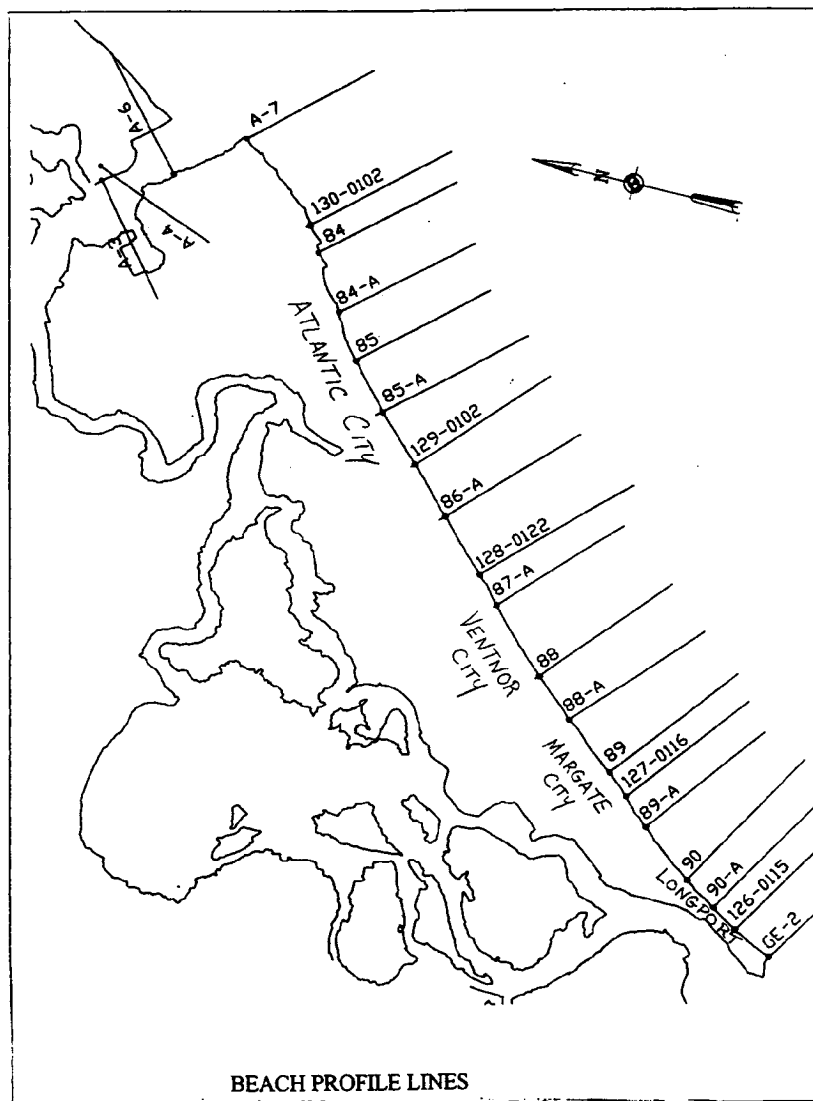 A-6
A-7
N
A-4
A-3
130-0102
84
84-A
85
ATLANTIC CITY
85-A
129-0102
86-A
128-0122
87-A
VENTNOR
CITY
88
88-A
89
127-0116
MARGATE
CITY
89-A
90
LONGPORT
90-A
126-0115
GE-2
BEACH PROFILE LINES